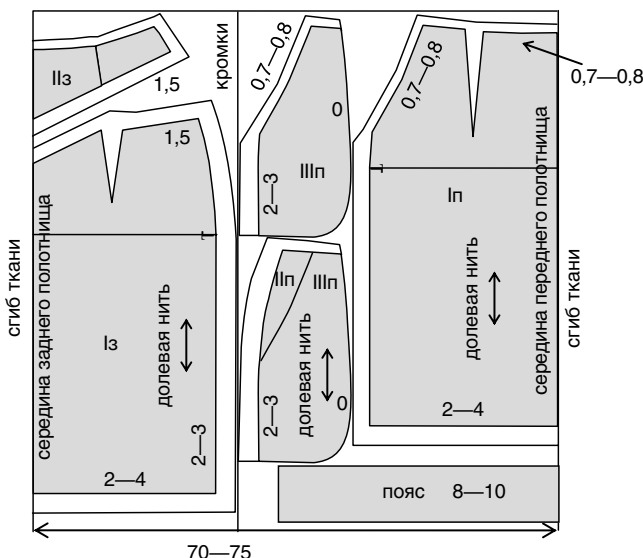 IIз
1,5
кромки
0,7—0,8
0
IIIп
2—3
0,7—0,8
0,7—0,8
1,5
Iп
середина переднего полотнища
сгиб ткани
долевая нить
2—4
сгиб ткани
середина заднего полотнища
Iз
долевая нить
2—3
2—4
IIп
IIIп
долевая нить
2—3
0
пояс 8—10
70—75